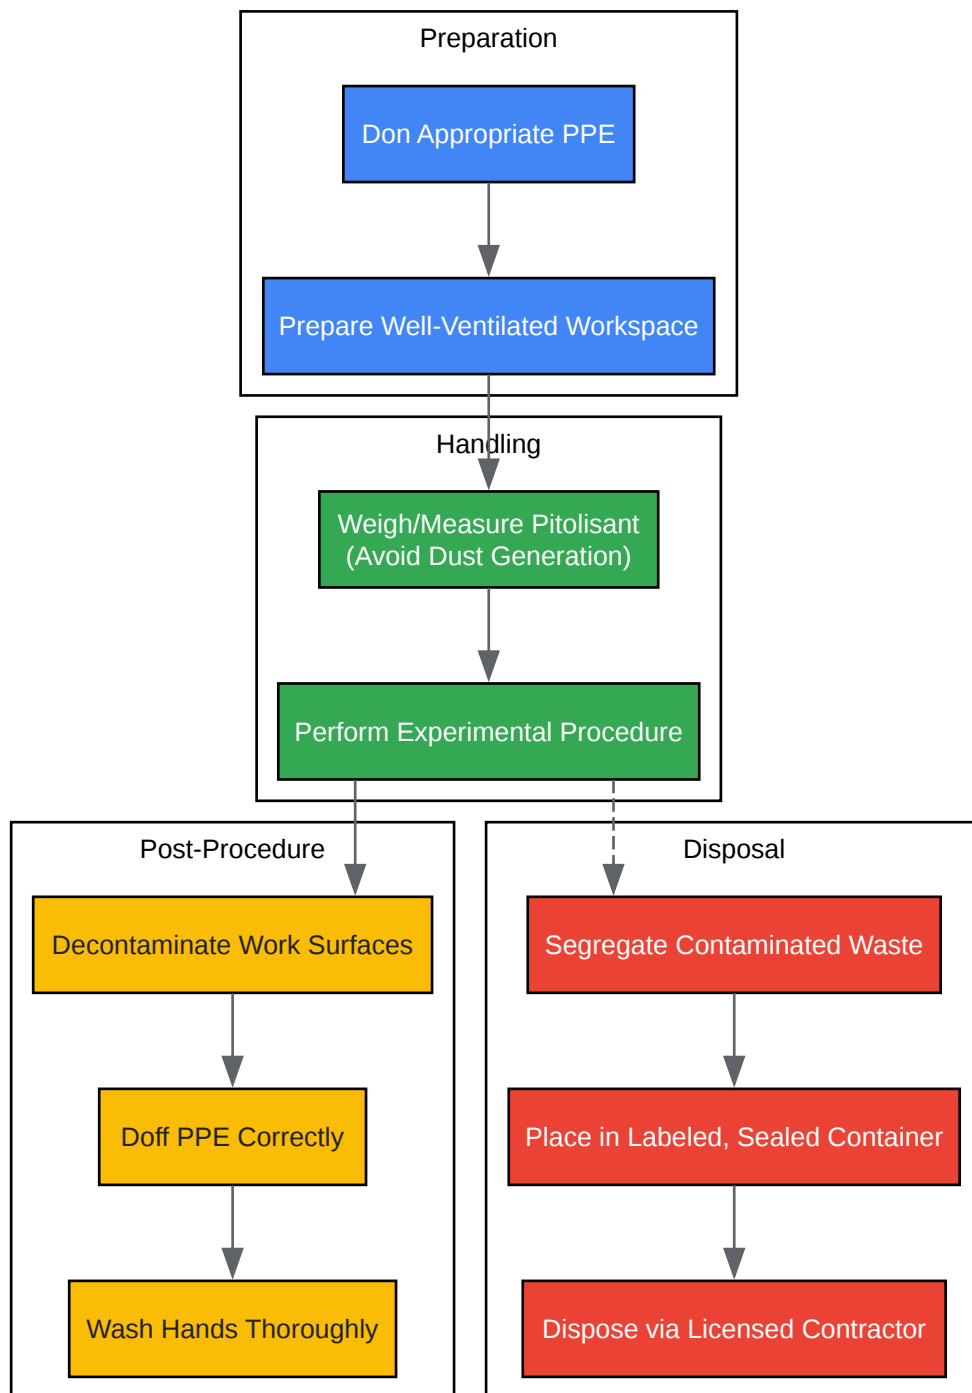 Preparation
Don Appropriate PPE
Prepare Well-Ventilated Workspace
Handling
Weigh/Measure Pitolisant
(Avoid Dust Generation)
Perform Experimental Procedure
Post-Procedure
Decontaminate Work Surfaces
Doff PPE Correctly
Wash Hands Thoroughly
Disposal
Segregate Contaminated Waste
Place in Labeled, Sealed Container
Dispose via Licensed Contractor